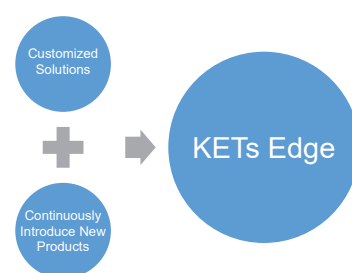 Customized
Solutions
KETs Edge
Continuously
Introduce New
Products